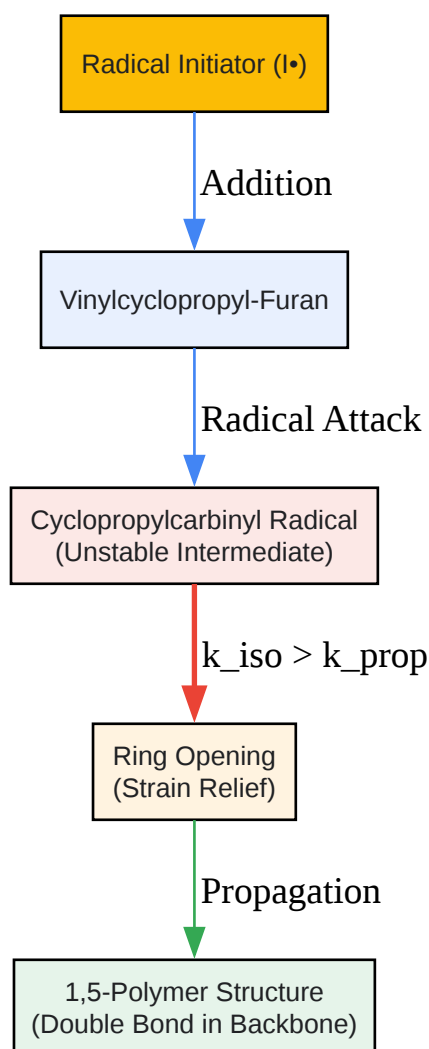 Radical Initiator (I•)
Addition
Vinylcyclopropyl-Furan
Radical Attack
Cyclopropylcarbinyl Radical
(Unstable Intermediate)
k_iso > k_prop
Ring Opening
(Strain Relief)
Propagation
1,5-Polymer Structure
(Double Bond in Backbone)